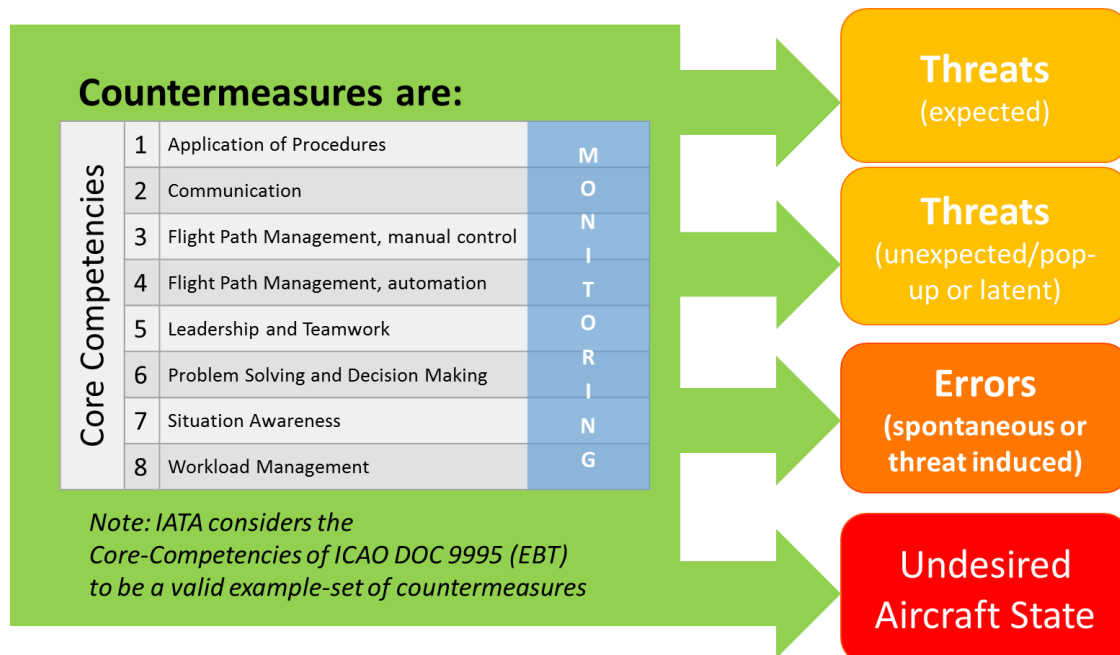 Countermeasures are:
Core Competencies
1 Application of Procedures
2 Communication
3 Flight Path Management, manual control
4 Flight Path Management, automation
5 Leadership and Teamwork
6 Problem Solving and Decision Making
7 Situation Awareness
8 Workload Management
MONITORING
Note: IATA considers the
Core-Competencies of ICAO DOC 9995 (EBT)
to be a valid example-set of countermeasures
Threats
(expected)
Threats
(unexpected/pop-
up or latent)
Errors
(spontaneous or
threat induced)
Undesired
Aircraft State